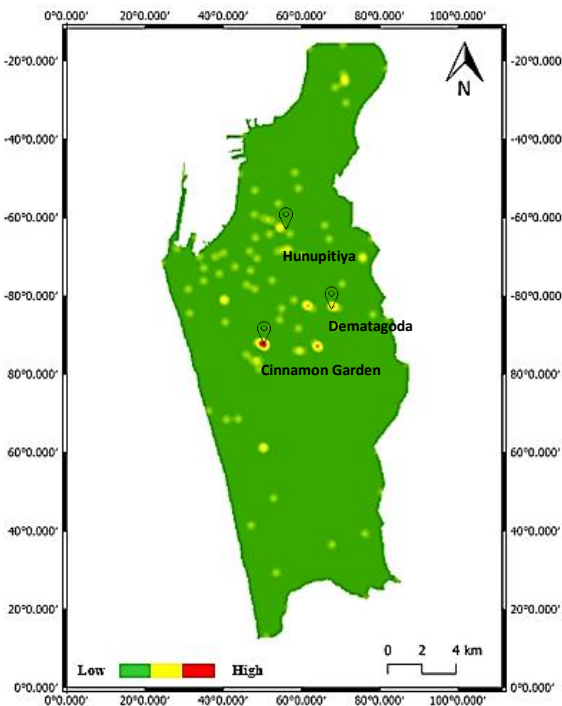 0°0.000' 20°0.000' 40°0.000' 60°0.000' 80°0.000' 100°0.000'
-20°0.000' -20°0.000'
N
-40°0.000' -40°0.000'
-60°0.000' -60°0.000'
Hunupitiya
-80°0.000' -80°0.000'
Dematagoda
Cinnamon Garden
80°0.000' 80°0.000'
60°0.000' 60°0.000'
40°0.000' 40°0.000'
20°0.000' 20°0.000'
0 2 4 km
Low High
0°0.000' 0°0.000'
0°0.000' 20°0.000' 40°0.000' 60°0.000' 80°0.000' 100°0.000'